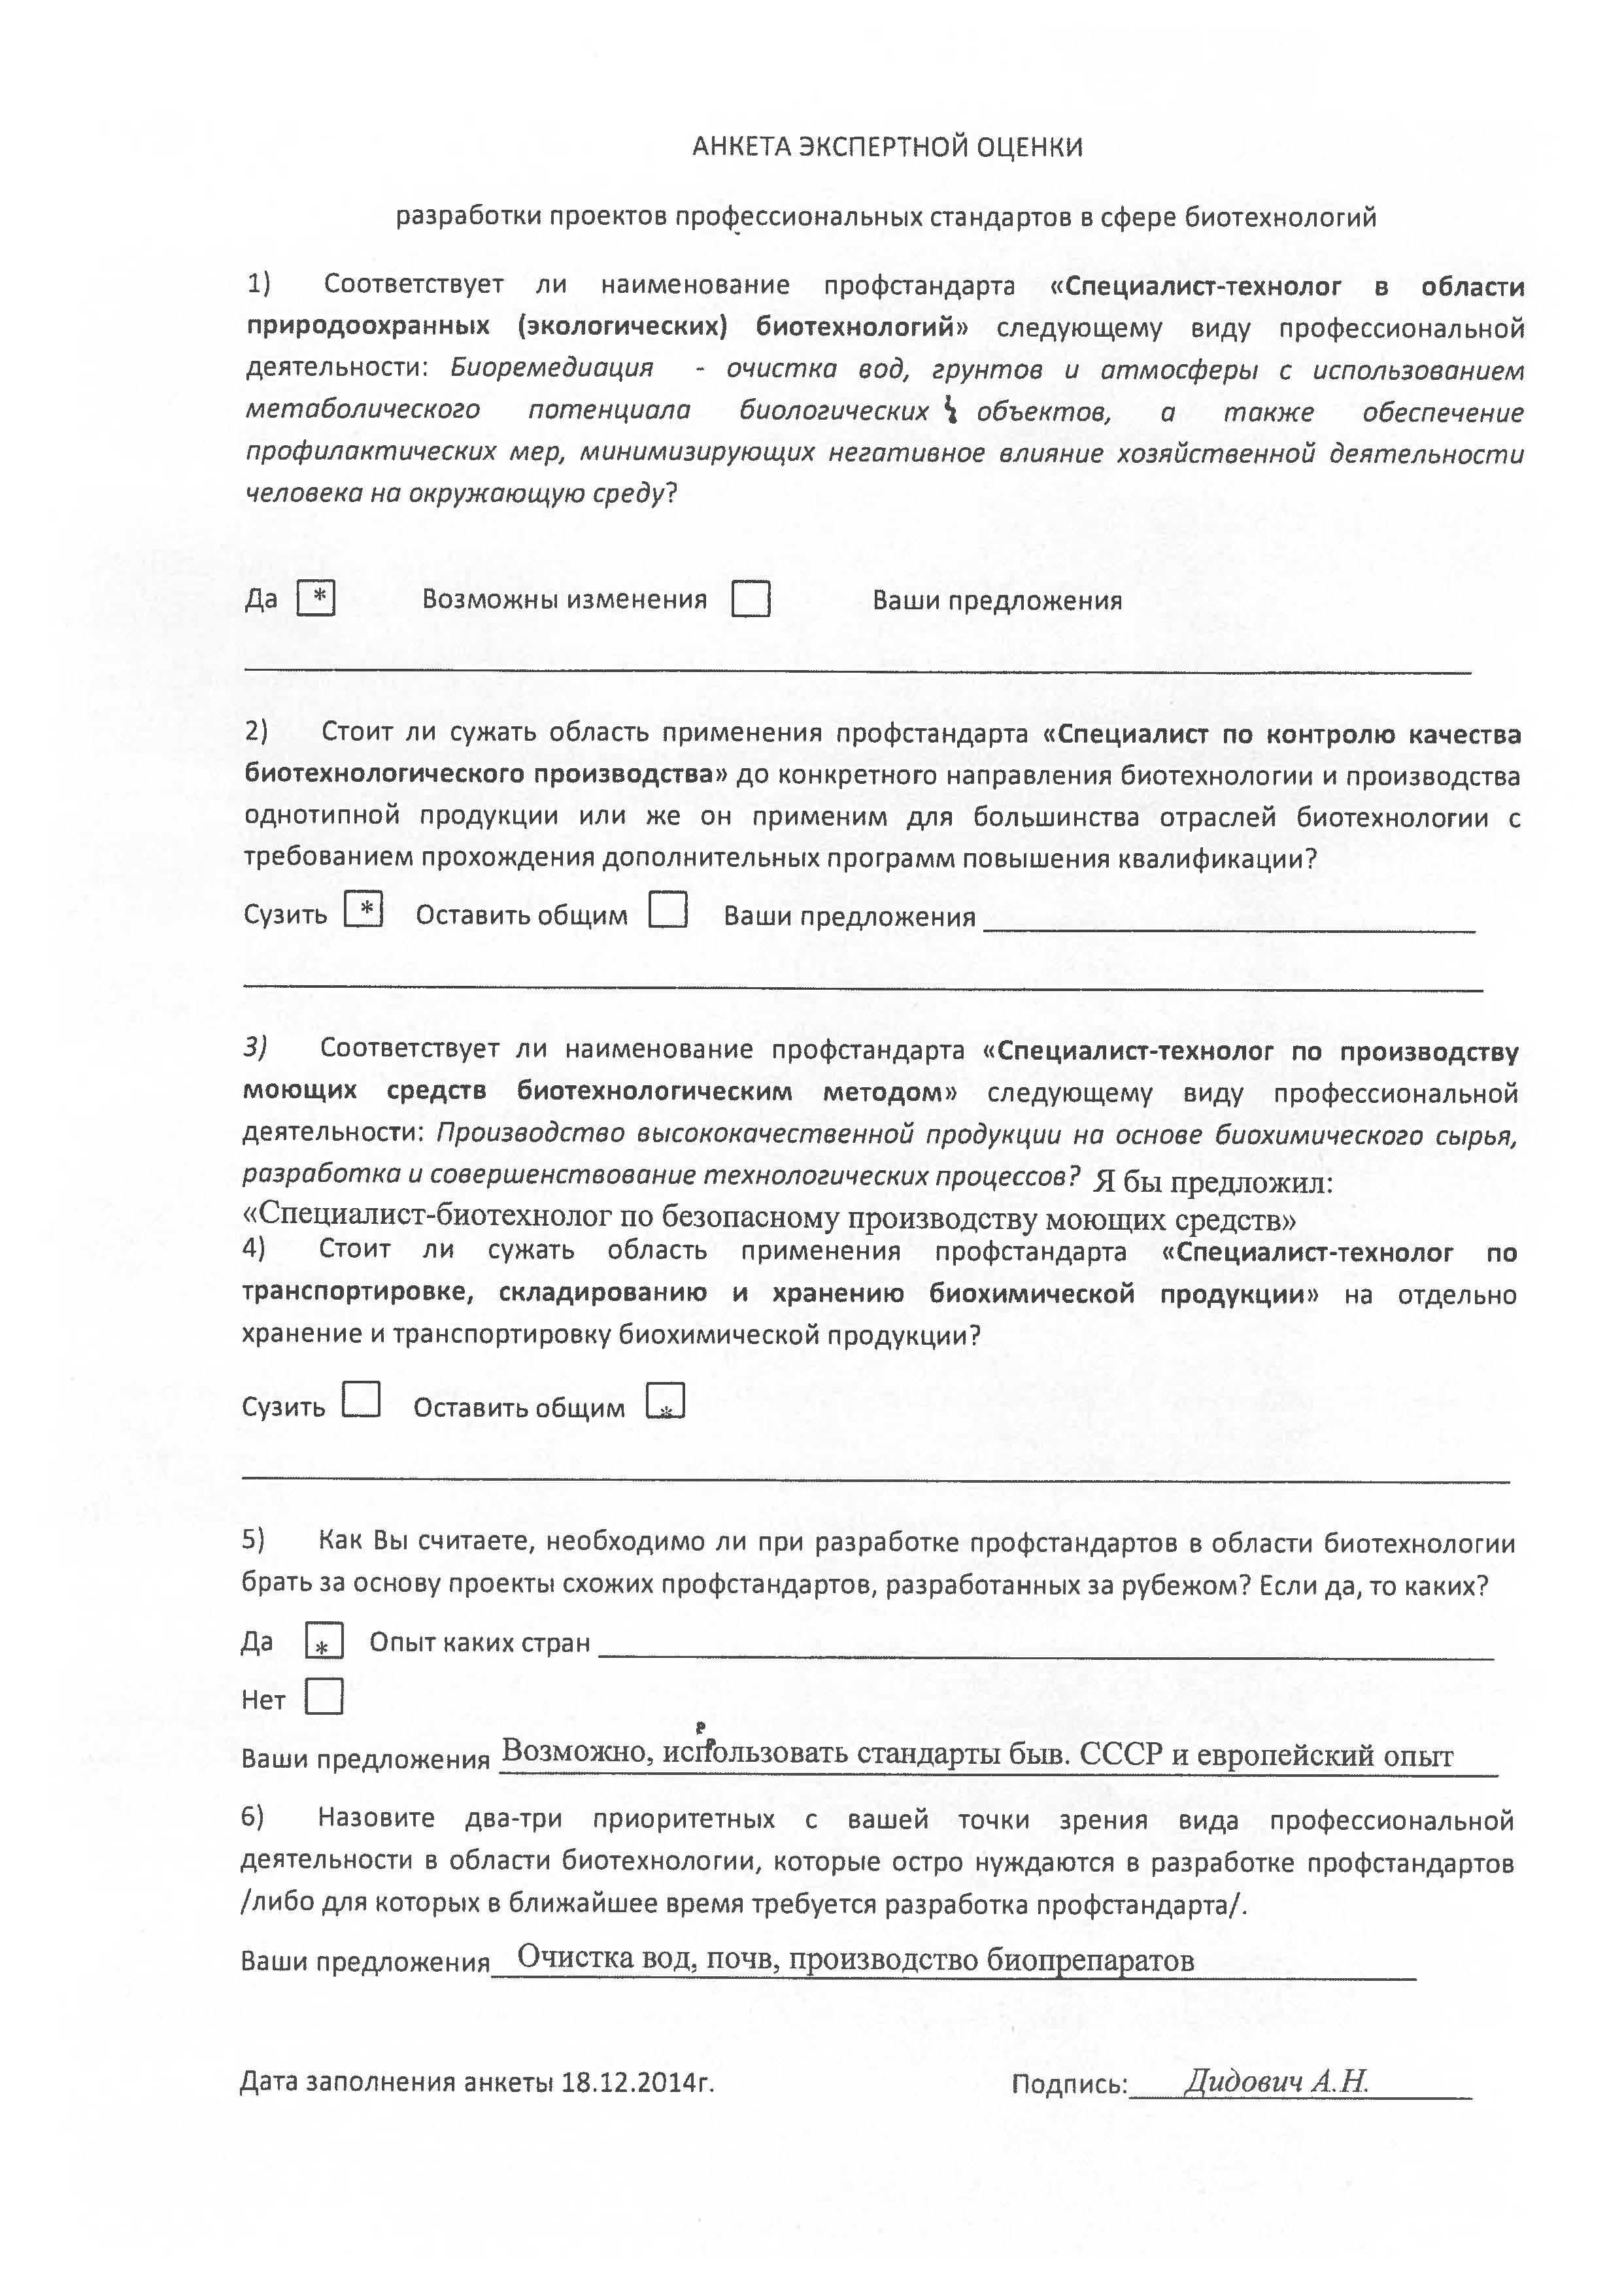 АНКЕТА ЭКСПЕРТНОЙ ОЦЕНКИ
разработки проектов профессиональных стандартов в сфере биотехнологий
1) Соответствует ли наименование профстандарта «Специалист-технолог в области
природоохранных (экологических) биотехнологий» следующему виду профессиональной
деятельности: Биоремедиация - очистка вод, грунтов и атмосферы с использованием
метаболического потенциала биологических объектов, а также обеспечение
профилактических мер, минимизирующих негативное влияние хозяйственной деятельности
человека на окружающую среду?
Да * Возможны изменения Ваши предложения
2) Стоит ли сужать область применения профстандарта «Специалист по контролю качества
биотехнологического производства» до конкретного направления биотехнологии и производства
однотипной продукции или же он применим для большинства отраслей биотехнологии с
требованием прохождения дополнительных программ повышения квалификации?
Сузить * Оставить общим Ваши предложения
3) Соответствует ли наименование профстандарта «Специалист-технолог по производству
моющих средств биотехнологическим методом» следующему виду профессиональной
деятельности: Производство высококачественной продукции на основе биохимического сырья,
разработка и совершенствование технологических процессов? Я бы предложил:
«Специалист-биотехнолог по безопасному производству моющих средств»
4) Стоит ли сужать область применения профстандарта «Специалист-технолог по
транспортировке, складированию и хранению биохимической продукции» на отдельно
хранение и транспортировку биохимической продукции?
Сузить Оставить общим *
5) Как Вы считаете, необходимо ли при разработке профстандартов в области биотехнологии
брать за основу проекты схожих профстандартов, разработанных за рубежом? Если да, то каких?
Да * Опыт каких стран
Нет
Ваши предложения Возможно, использовать стандарты быв. СССР и европейский опыт
6) Назовите два-три приоритетных с вашей точки зрения вида профессиональной
деятельности в области биотехнологии, которые остро нуждаются в разработке профстандартов
/либо для которых в ближайшее время требуется разработка профстандарта/.
Ваши предложения Очистка вод, почв, производство биопрепаратов
Дата заполнения анкеты 18.12.2014г. Подпись: Дидович А.Н.